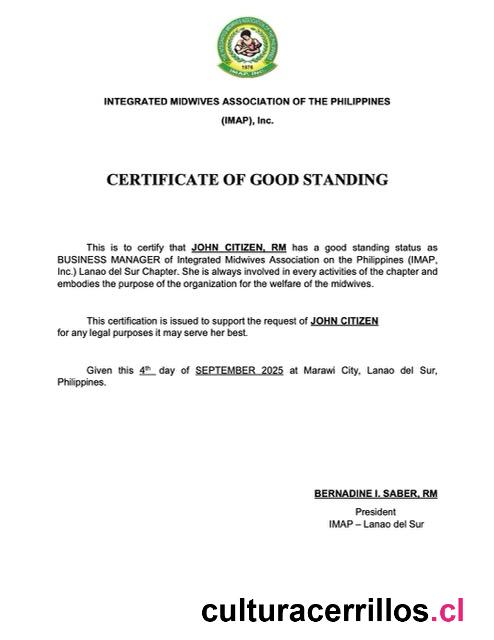 INTEGRATED MIDWIVES ASSOCIATION OF THE PHILIPPINES
IMAP, INC.
1974
INTEGRATED MIDWIVES ASSOCIATION OF THE PHILIPPINES
(IMAP), Inc.
CERTIFICATE OF GOOD STANDING
This is to certify that JOHN CITIZEN, RM has a good standing status as
BUSINESS MANAGER of Integrated Midwives Association on the Philippines (IMAP,
Inc.) Lanao del Sur Chapter. She is always involved in every activities of the chapter and
embodies the purpose of the organization for the welfare of the midwives.
This certification is issued to support the request of JOHN CITIZEN
for any legal purposes it may serve her best.
Given this 4th day of SEPTEMBER 2025 at Marawi City, Lanao del Sur,
Philippines.
BERNADINE I. SABER, RM
President
IMAP – Lanao del Sur
culturacerrillos.cl